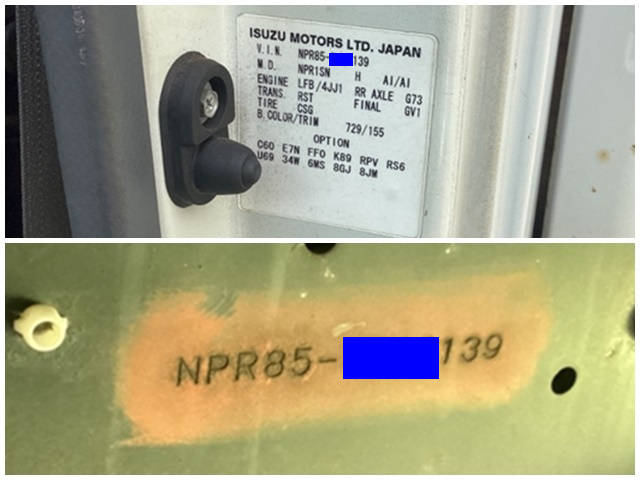 ISUZU MOTORS LTD. JAPAN
V.I.N. NPR85- 139
M.D. NPR1SN H AI/AI
ENGINE LFB/4JJ1 RR AXLE G73
TRANS. RST FINAL GV1
TIRE CSG
B.COLOR/TRIM 729/155
OPTION
C60 E7N FFO K89 RPV RS6
U69 34W 6MS 8GJ 8JM
NPR85- 139